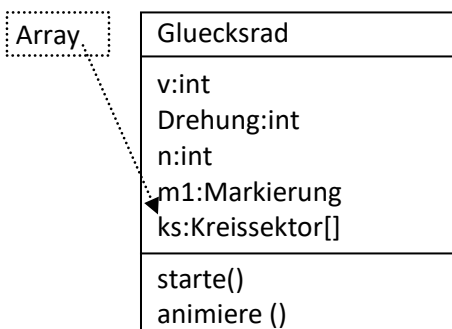 Array
Gluecksrad
v:int
Drehung:int
n:int
m1:Markierung
ks:Kreissektor[]
starte()
animiere ()